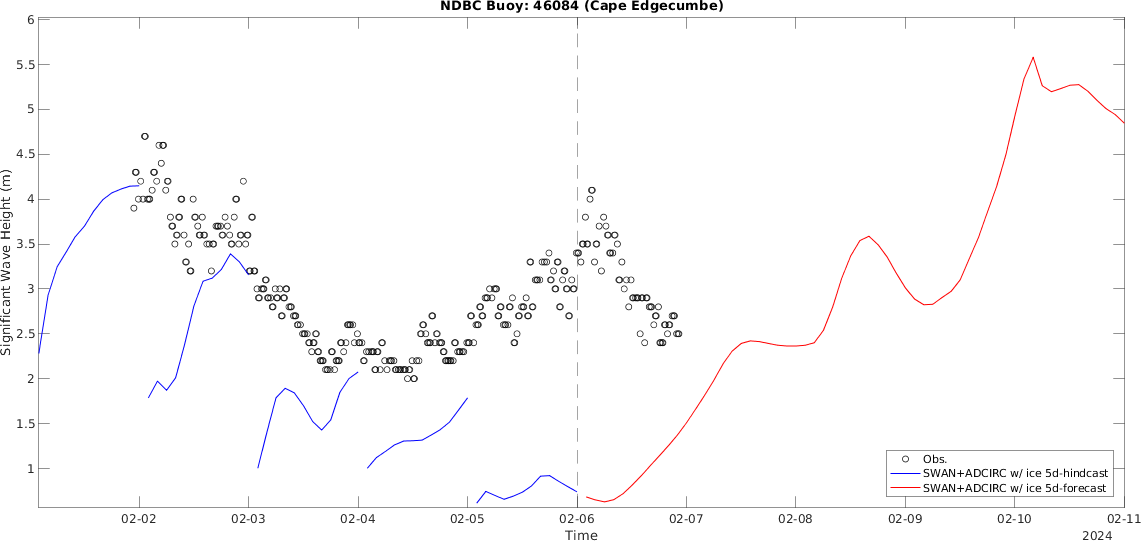 NDBC Buoy: 46084 (Cape Edgecumbe)
6
5.5
5
4.5
4
3.5
3
2.5
2
1.5
1
Significant Wave Height (m)
Obs.
SWAN+ADCIRC w/ ice 5d-hindcast
SWAN+ADCIRC w/ ice 5d-forecast
02-02 02-03 02-04 02-05 02-06 02-07 02-08 02-09 02-10 02-11
Time
2024